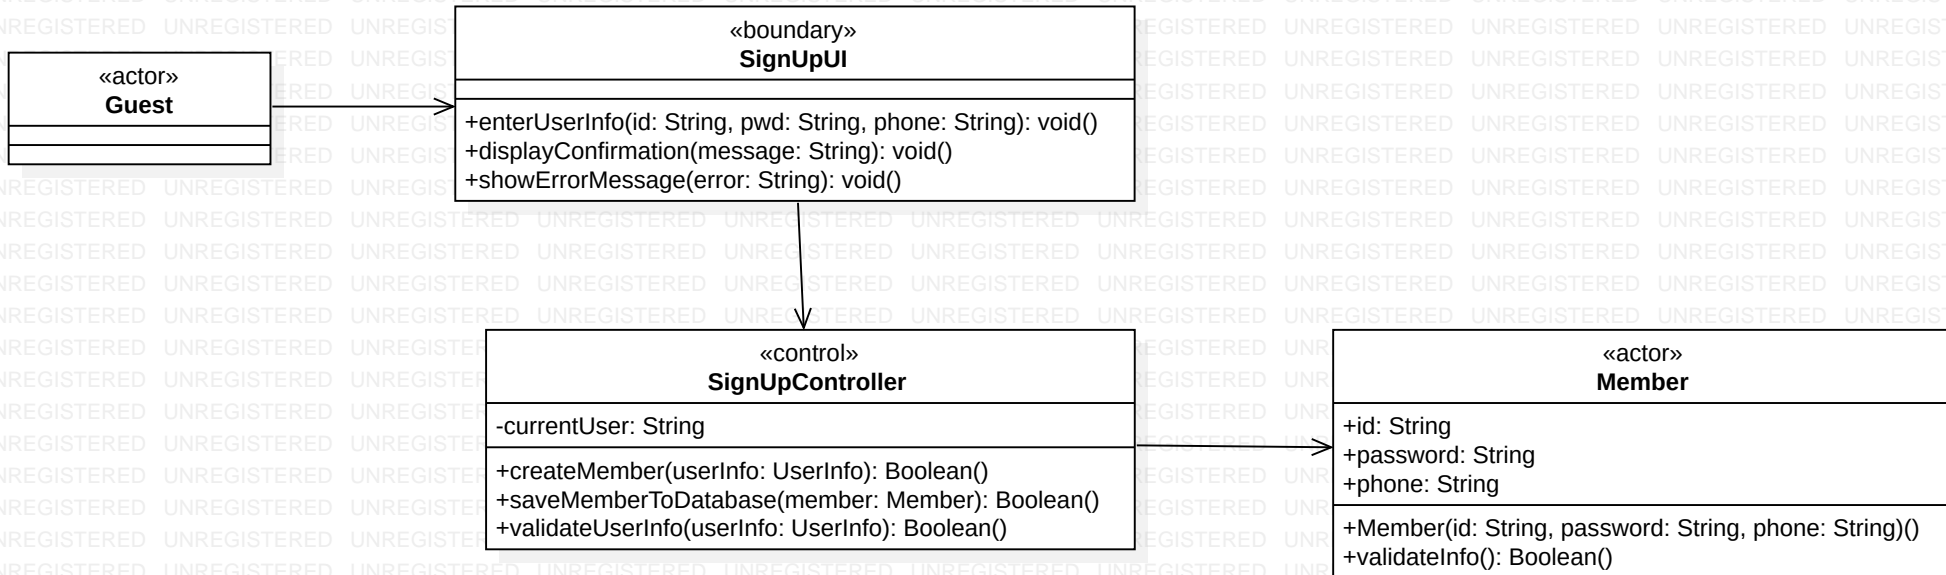 «actor»
Guest
«boundary»
SignUpUI
+enterUserInfo(id: String, pwd: String, phone: String): void()
+displayConfirmation(message: String): void()
+showErrorMessage(error: String): void()
«control»
SignUpController
-currentUser: String
+createMember(userInfo: UserInfo): Boolean()
+saveMemberToDatabase(member: Member): Boolean()
+validateUserInfo(userInfo: UserInfo): Boolean()
«actor»
Member
+id: String
+password: String
+phone: String
+Member(id: String, password: String, phone: String)()
+validateInfo(): Boolean()
UNREGISTERED